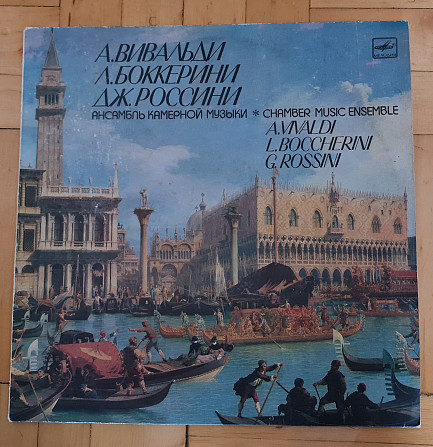 А.ВИВАЛЬДИ
Л.БОККЕРИНИ
ДЖ.РОССИНИ
АНСАМБЛЬ КАМЕРНОЙ МУЗЫКИ * CHAMBER MUSIC ENSEMBLE
A.VIVALDI
L.BOCCHERINI
G.ROSSINI